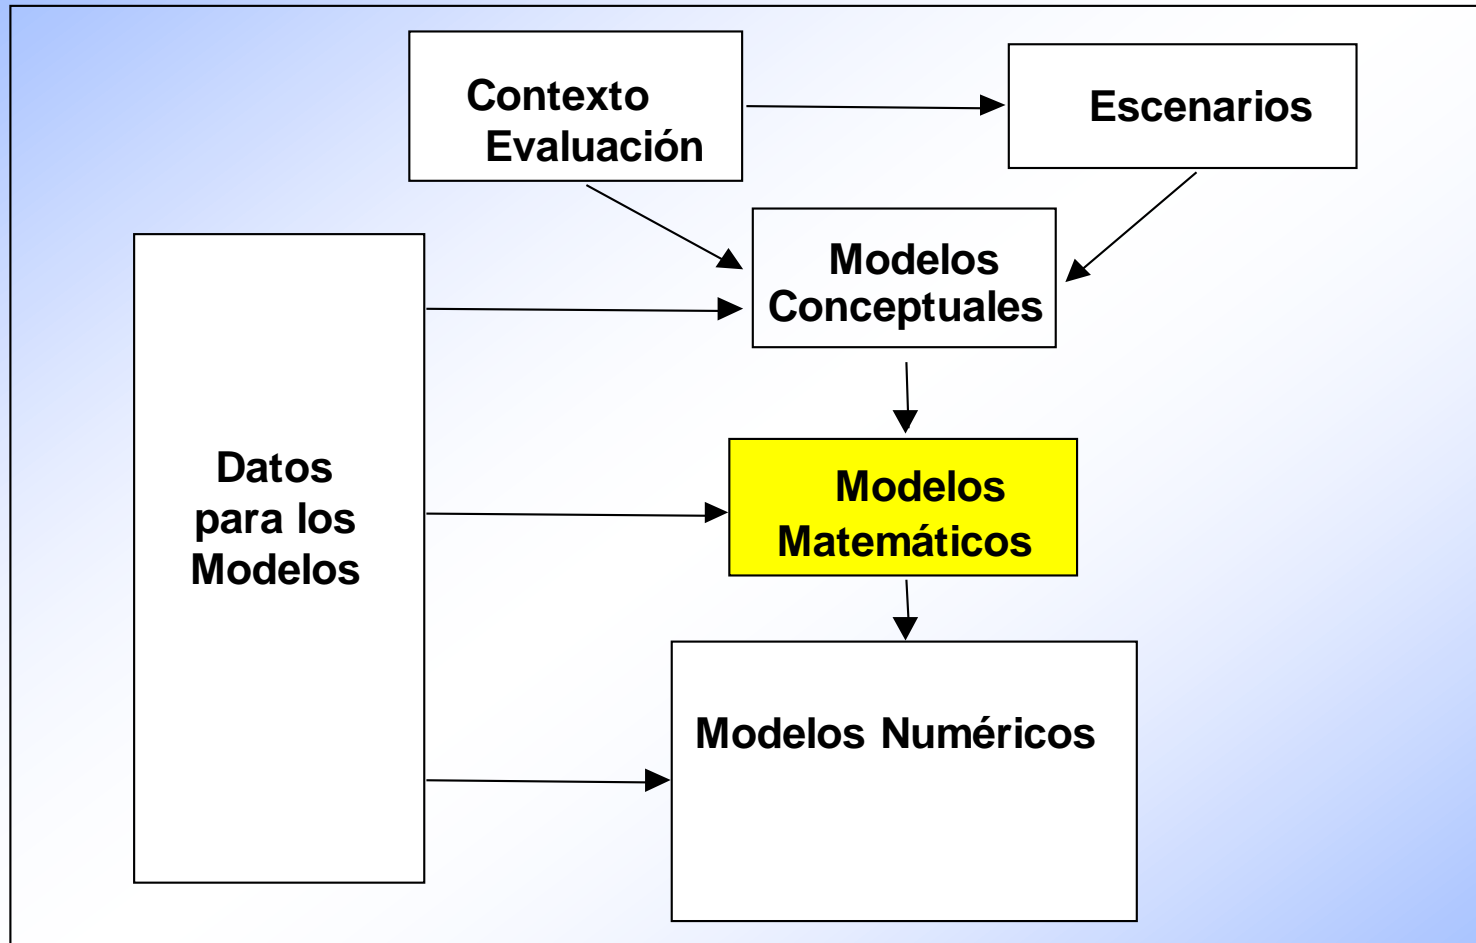 Contexto
Evaluación
Escenarios
Modelos
Conceptuales
Datos
para los
Modelos
Modelos
Matemáticos
Modelos Numéricos